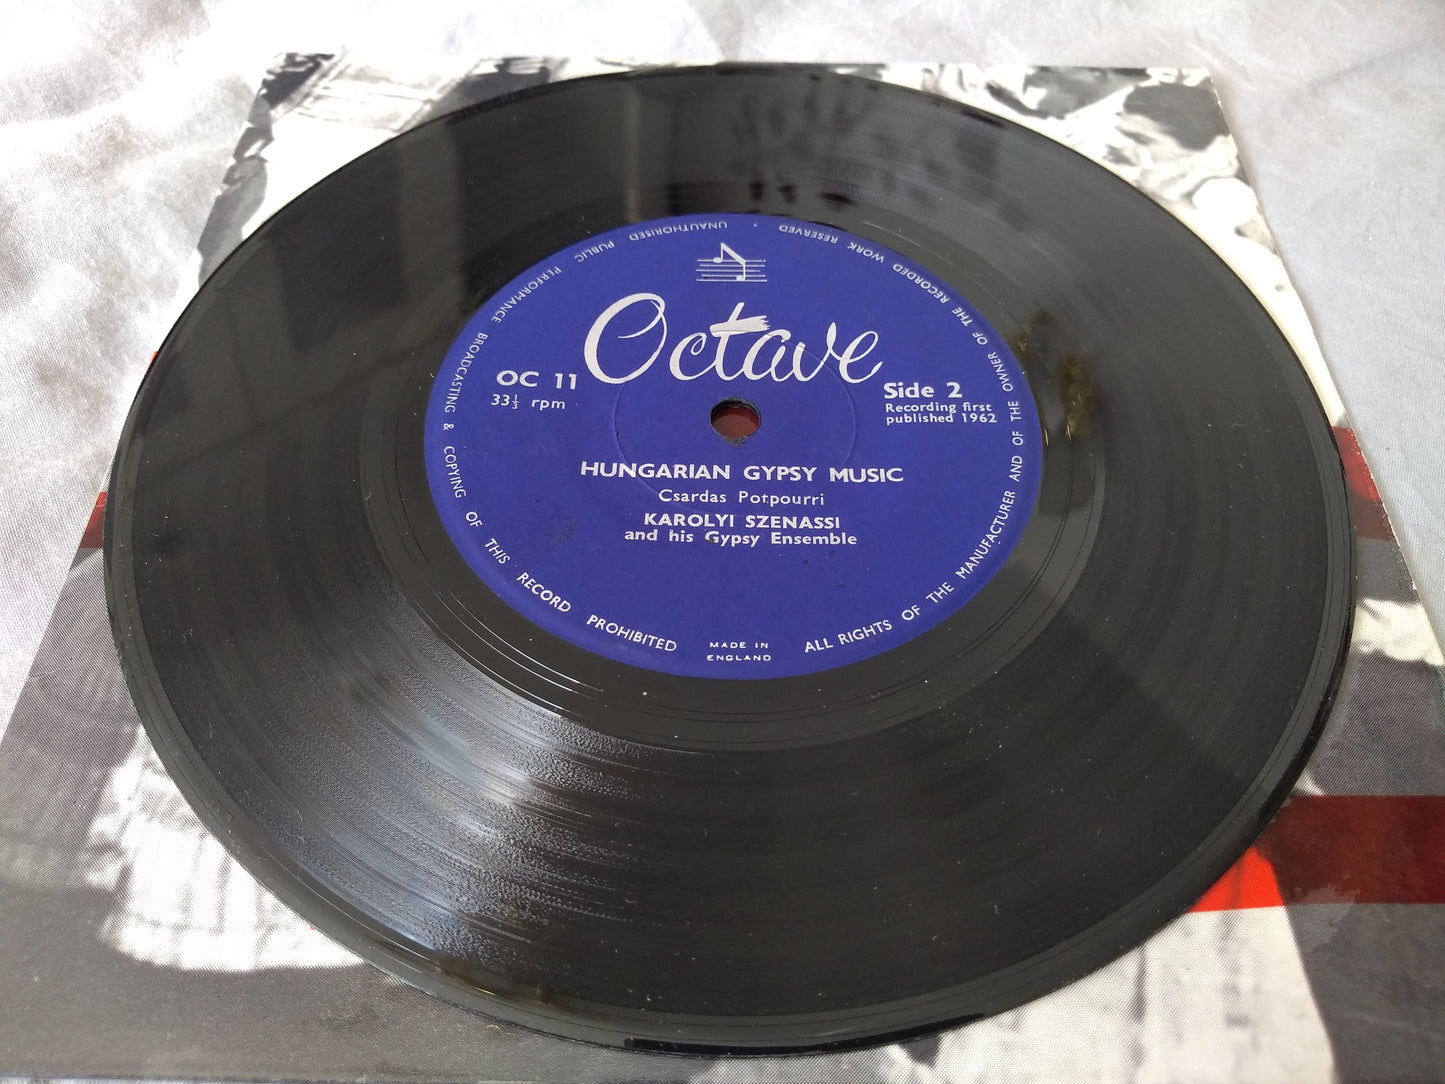 Octave
OC 11
33⅓ rpm
Side 2
Recording first
published 1962
HUNGARIAN GYPSY MUSIC
Csardas Potpourri
KAROLYI SZENASSI
and his Gypsy Ensemble
MADE IN
ENGLAND
ALL RIGHTS OF THE MANUFACTURER AND OF THE OWNER OF THE RECORDED WORK RESERVED · UNAUTHORISED PUBLIC PERFORMANCE BROADCASTING & COPYING OF THIS RECORD PROHIBITED